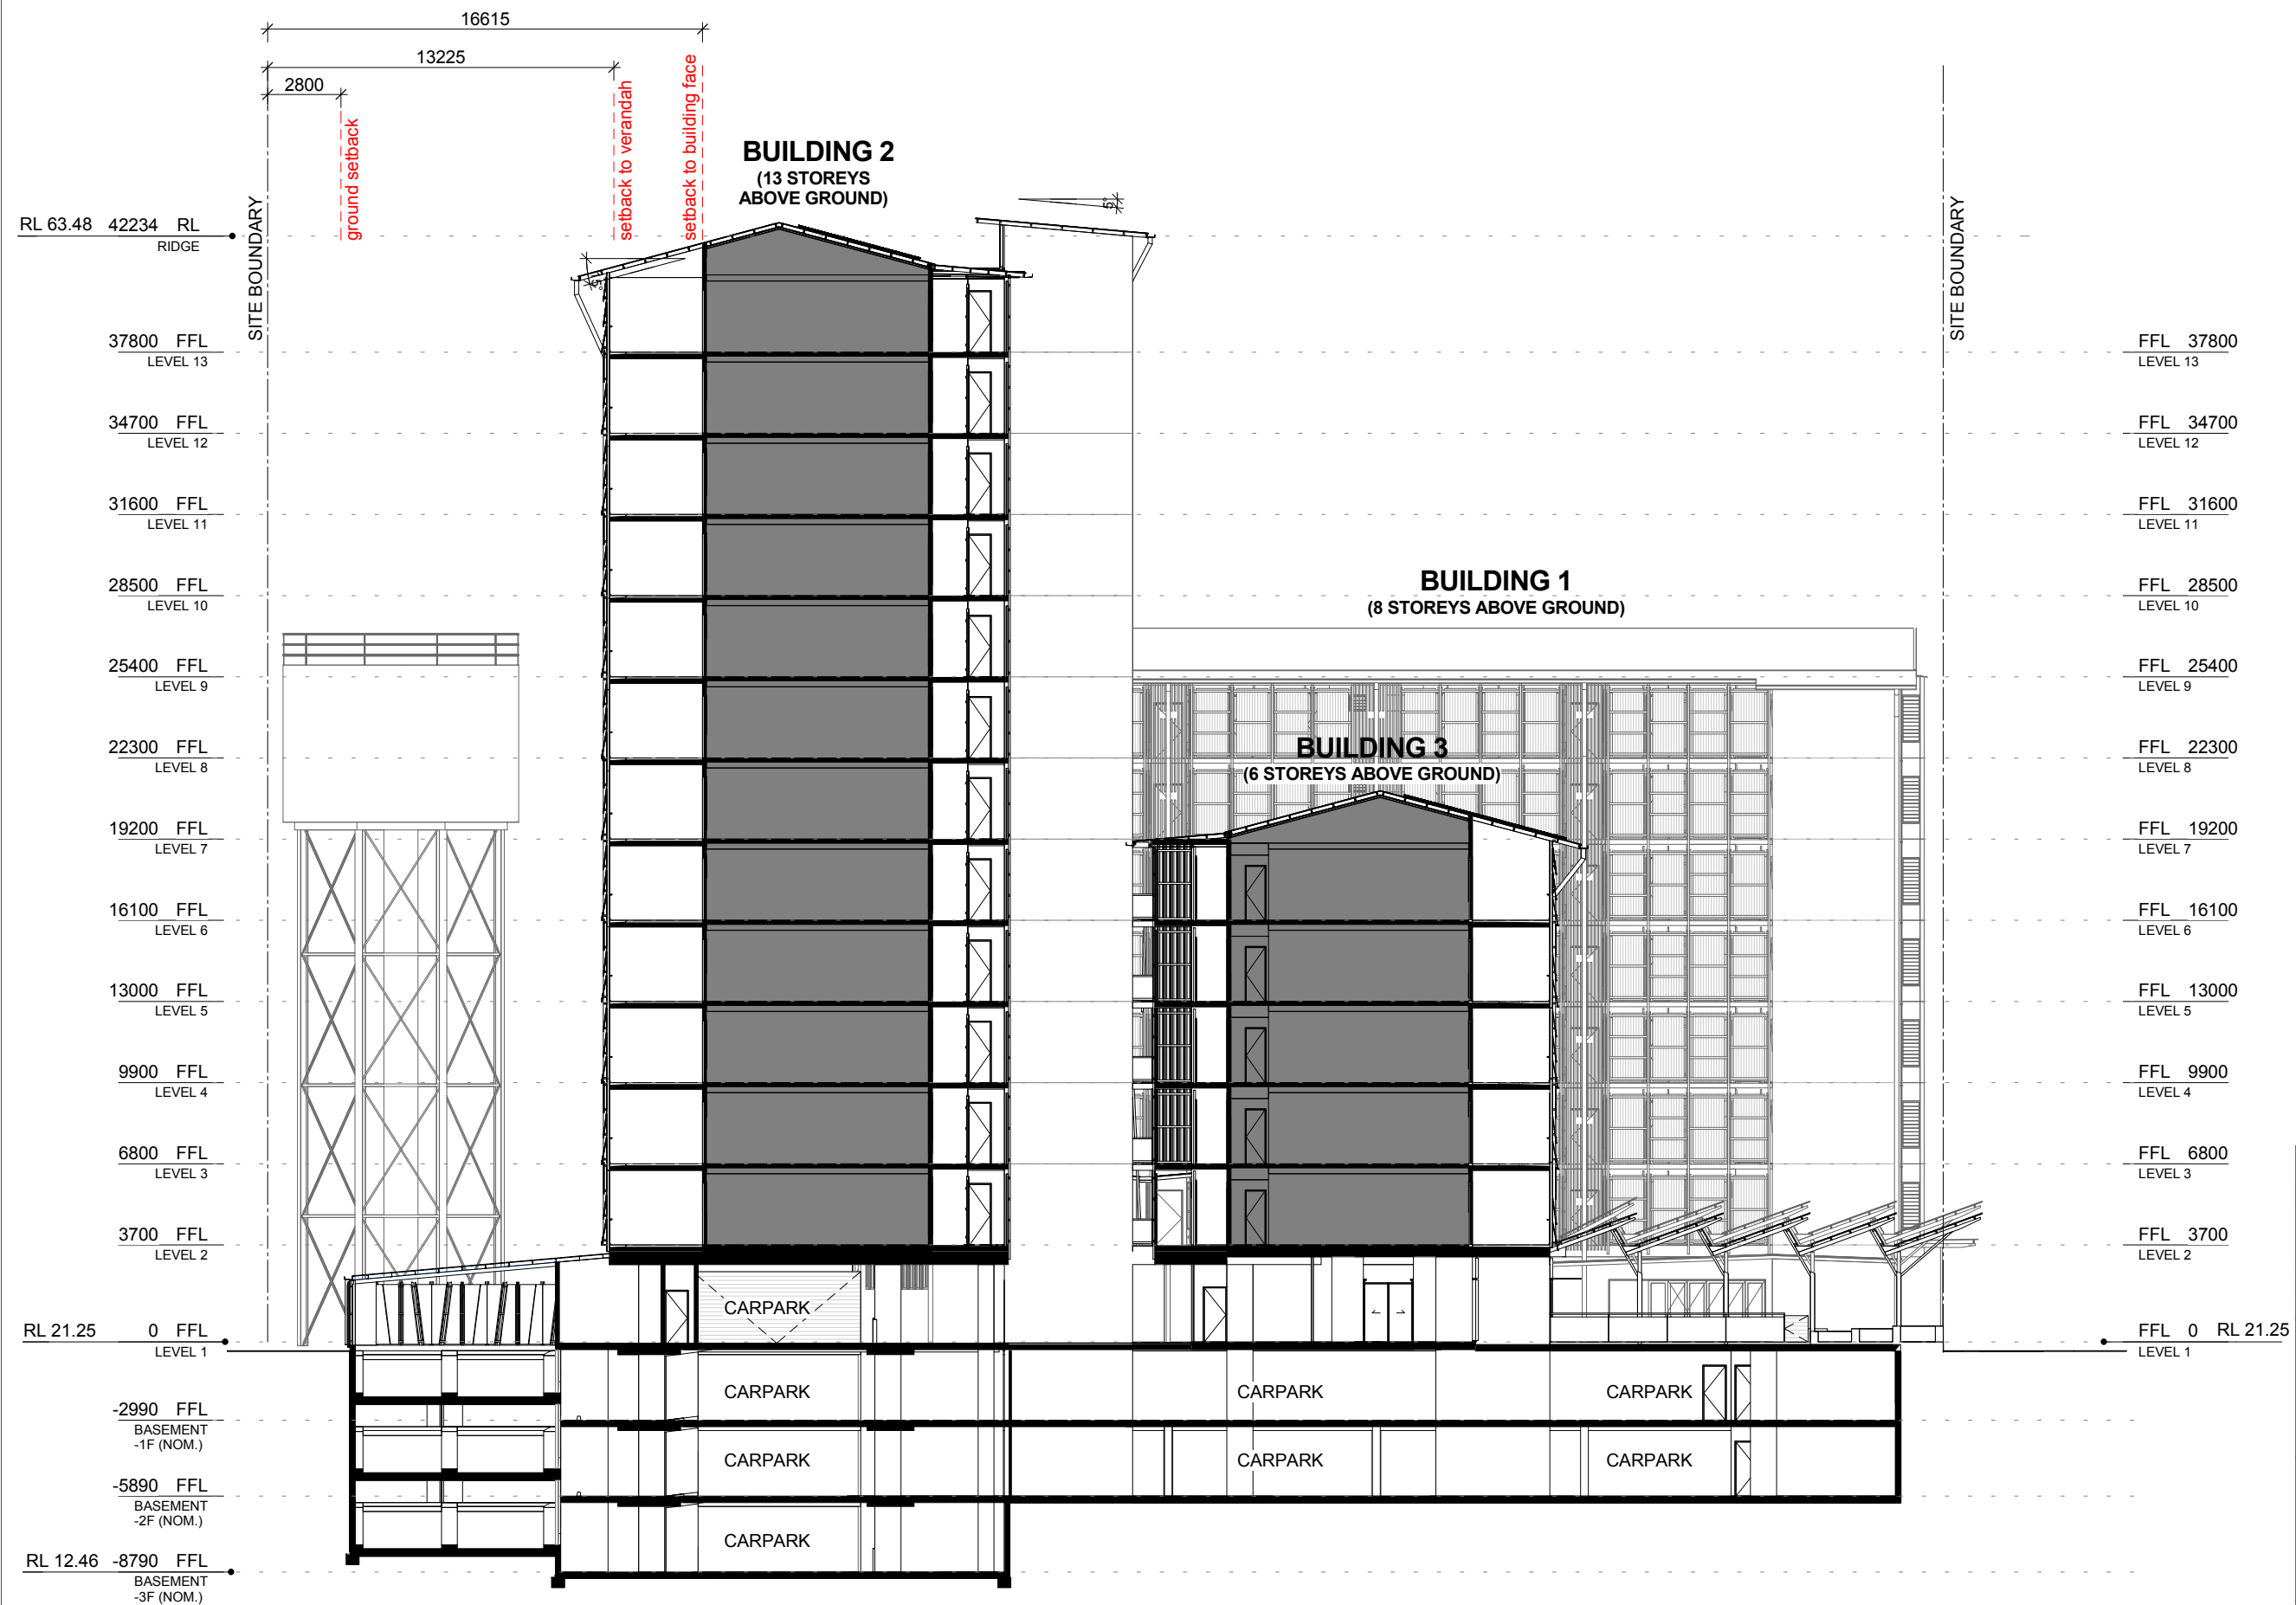 16615
13225
2800
ground setback
setback to verandah
setback to building face
SITE BOUNDARY
SITE BOUNDARY
BUILDING 2
(13 STOREYS
ABOVE GROUND)
5°
5°
RL 63.48 42234 RL
RIDGE
37800 FFL
LEVEL 13
FFL 37800
LEVEL 13
34700 FFL
LEVEL 12
FFL 34700
LEVEL 12
31600 FFL
LEVEL 11
FFL 31600
LEVEL 11
BUILDING 1
(8 STOREYS ABOVE GROUND)
28500 FFL
LEVEL 10
FFL 28500
LEVEL 10
25400 FFL
LEVEL 9
FFL 25400
LEVEL 9
BUILDING 3
(6 STOREYS ABOVE GROUND)
22300 FFL
LEVEL 8
FFL 22300
LEVEL 8
19200 FFL
LEVEL 7
FFL 19200
LEVEL 7
16100 FFL
LEVEL 6
FFL 16100
LEVEL 6
13000 FFL
LEVEL 5
FFL 13000
LEVEL 5
9900 FFL
LEVEL 4
FFL 9900
LEVEL 4
6800 FFL
LEVEL 3
FFL 6800
LEVEL 3
3700 FFL
LEVEL 2
FFL 3700
LEVEL 2
CARPARK
RL 21.25 0 FFL
LEVEL 1
FFL 0 RL 21.25
LEVEL 1
CARPARK
CARPARK
CARPARK
-2990 FFL
BASEMENT
-1F (NOM.)
CARPARK
CARPARK
CARPARK
-5890 FFL
BASEMENT
-2F (NOM.)
CARPARK
RL 12.46 -8790 FFL
BASEMENT
-3F (NOM.)